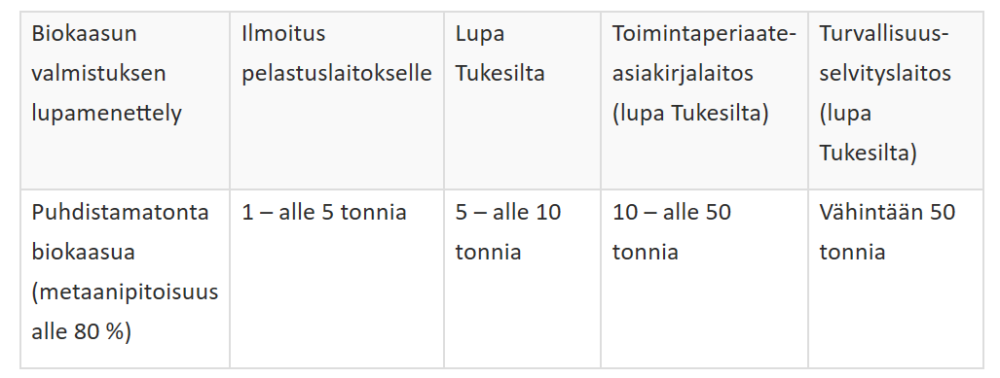 Biokaasun
valmistuksen
lupamenettely
Ilmoitus
pelastuslaitokselle
Lupa
Tukesilta
Toimintaperiaate-
asiakirjalaitos
(lupa Tukesilta)
Turvallisuus-
selvityslaitos
(lupa
Tukesilta)
Puhdistamatonta
biokaasua
(metaanipitoisuus
alle 80 %)
1 – alle 5 tonnia
5 – alle 10
tonnia
10 – alle 50
tonnia
Vähintään 50
tonnia